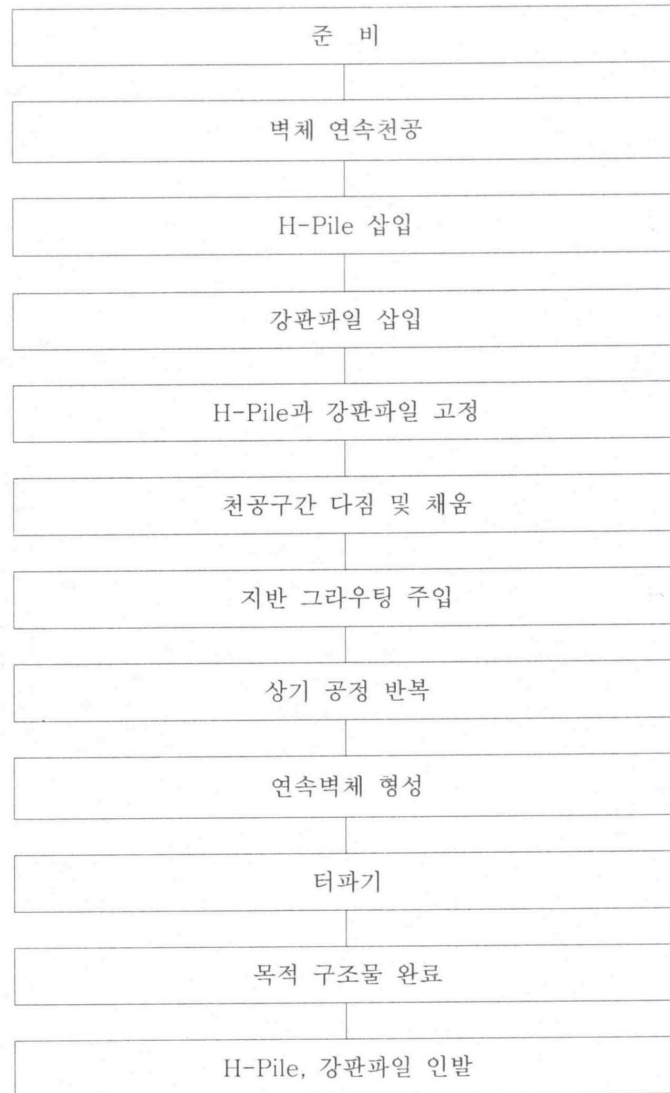 준 비
벽체 연속천공
H-Pile 삽입
강판파일 삽입
H-Pile과 강판파일 고정
천공구간 다짐 및 채움
지반 그라우팅 주입
상기 공정 반복
연속벽체 형성
터파기
목적 구조물 완료
H-Pile, 강판파일 인발